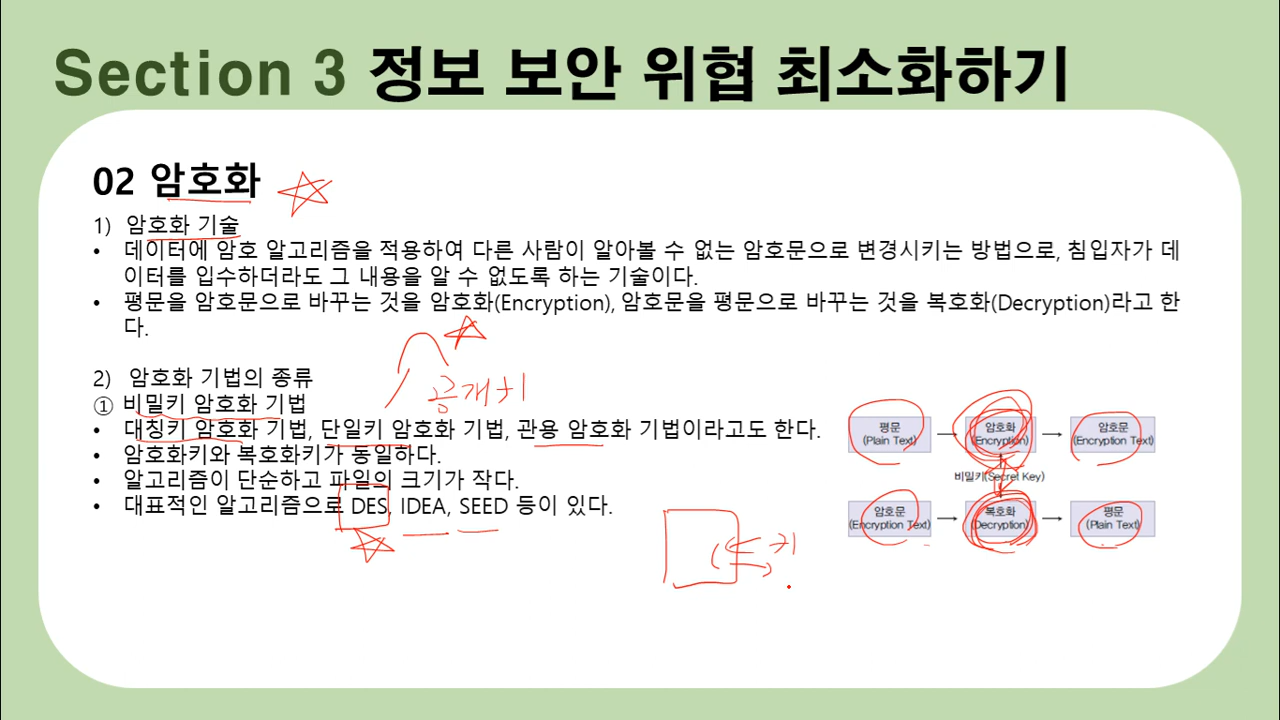 Section 3 정보 보안 위협 최소화하기
02 암호화
1) 암호화 기술
• 데이터에 암호 알고리즘을 적용하여 다른 사람이 알아볼 수 없는 암호문으로 변경시키는 방법으로, 침입자가 데
이터를 입수하더라도 그 내용을 알 수 없도록 하는 기술이다.
• 평문을 암호문으로 바꾸는 것을 암호화(Encryption), 암호문을 평문으로 바꾸는 것을 복호화(Decryption)라고 한
다.
2) 암호화 기법의 종류
공개키
① 비밀키 암호화 기법
• 대칭키 암호화 기법, 단일키 암호화 기법, 관용 암호화 기법이라고도 한다.
• 암호화키와 복호화키가 동일하다.
• 알고리즘이 단순하고 파일의 크기가 작다.
• 대표적인 알고리즘으로 DES, IDEA, SEED 등이 있다.
키
평문 암호화 암호문
(Plain Text) (Encryption) (Encryption Text)
비밀키(Secret Key)
암호문 복호화 평문
(Encryption Text) (Decryption) (Plain Text)